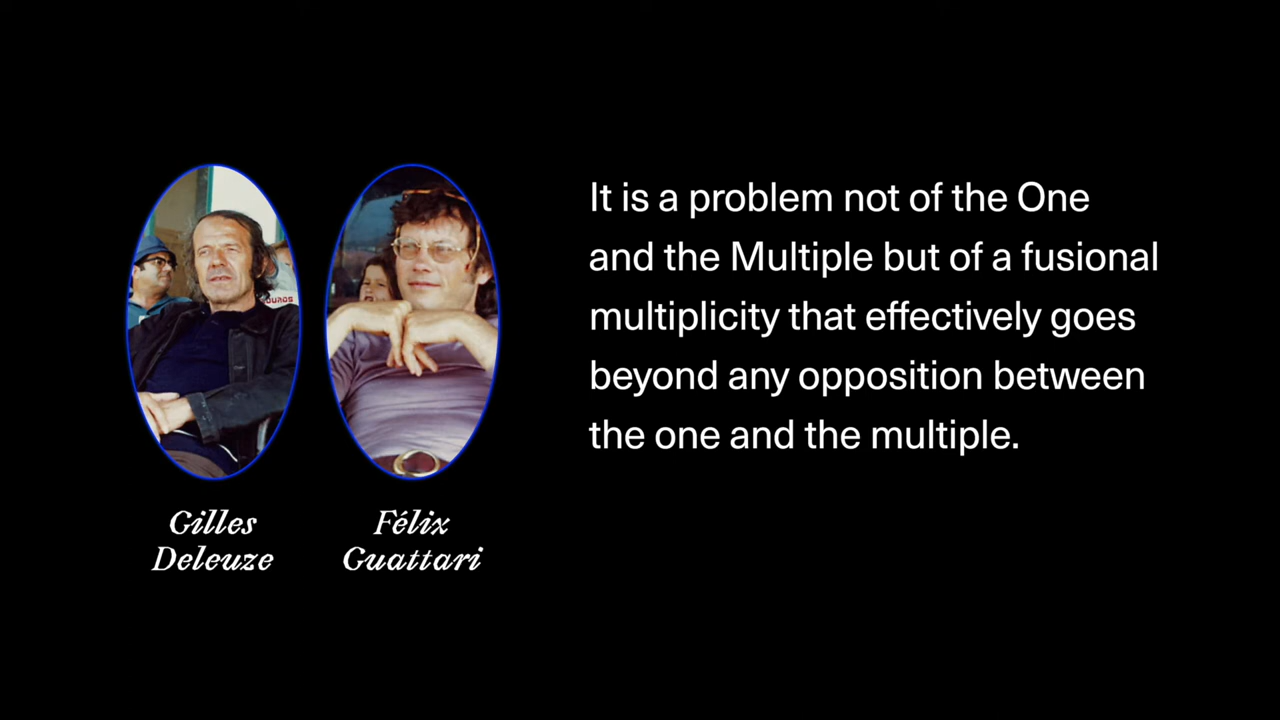 It is a problem not of the One
and the Multiple but of a fusional
multiplicity that effectively goes
beyond any opposition between
the one and the multiple.
Gilles
Deleuze
Félix
Guattari